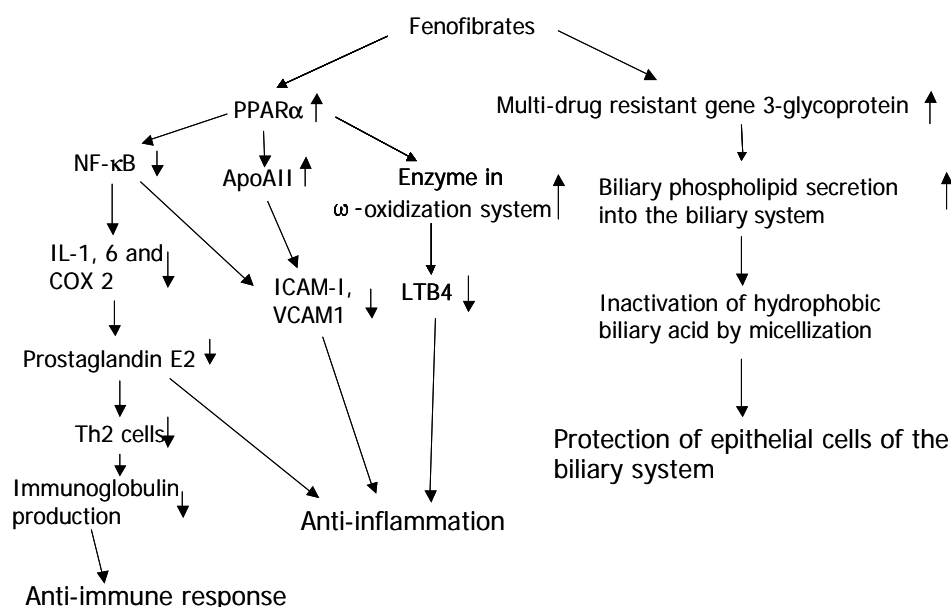 Fenofibrates
PPARα
Multi-drug resistant gene 3-glycoprotein
NF-κB
ApoAII
Enzyme in
ω-oxidization system
Biliary phospholipid secretion
into the biliary system
IL-1, 6 and
COX 2
ICAM-I,
VCAM1
LTB4
Inactivation of hydrophobic
biliary acid by micellization
Prostaglandin E2
Th2 cells
Protection of epithelial cells of the
biliary system
Immunoglobulin
production
Anti-inflammation
Anti-immune response